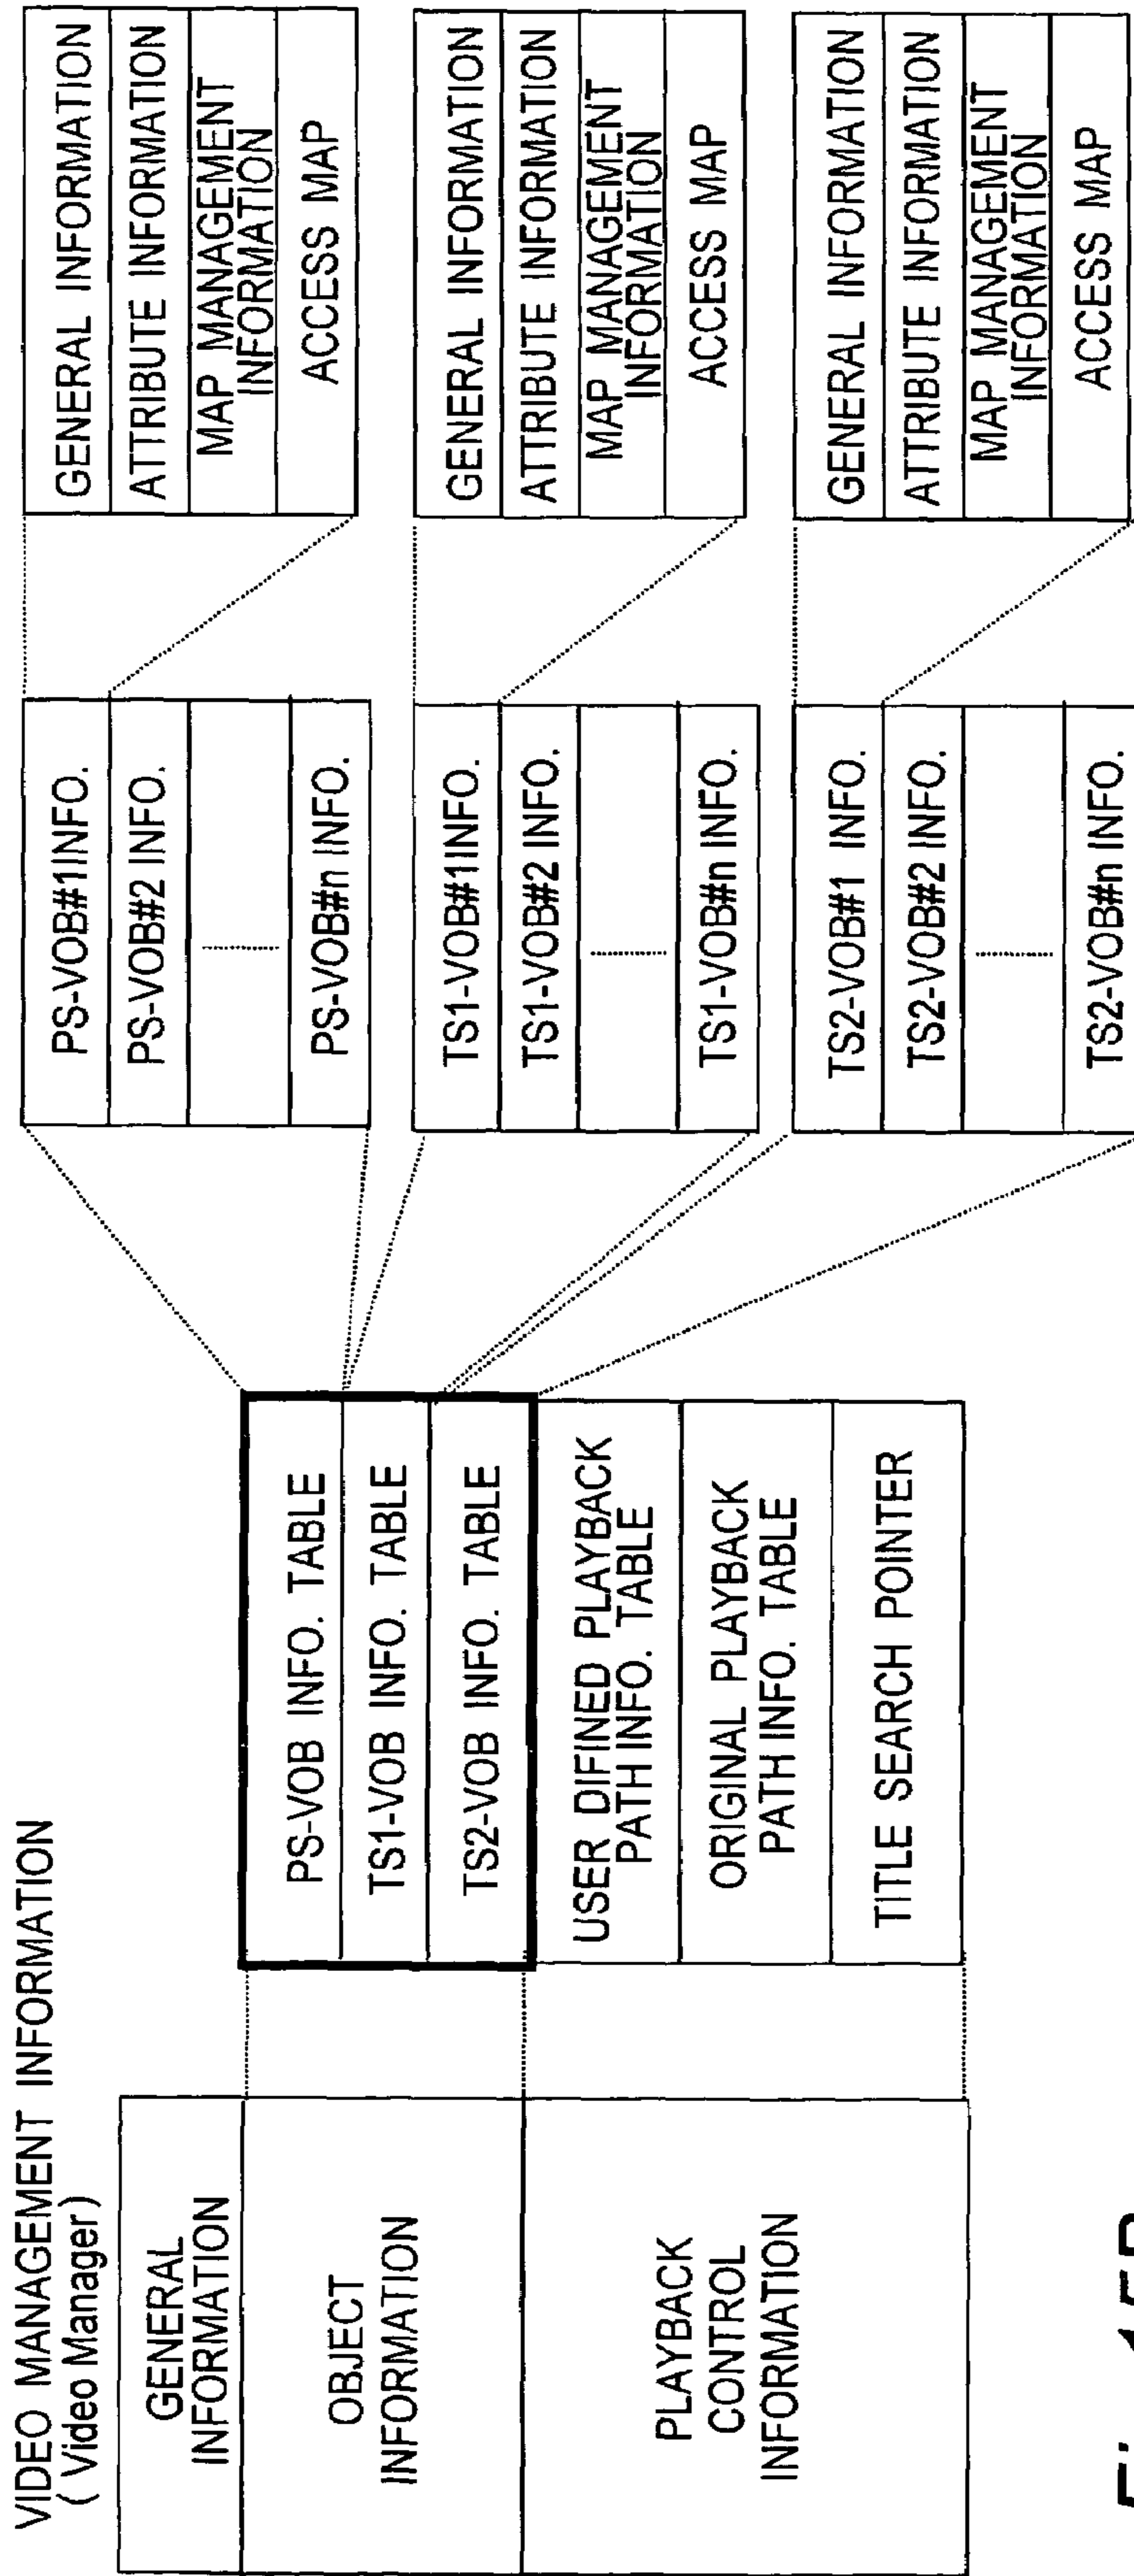 VIDEO MANAGEMENT INFORMATION
( Video Manager )
GENERAL
INFORMATION
OBJECT
INFORMATION
PLAYBACK
CONTROL
INFORMATION
PS-VOB INFO. TABLE
TS1-VOB INFO. TABLE
TS2-VOB INFO. TABLE
USER DIFINED PLAYBACK
PATH INFO. TABLE
ORIGINAL PLAYBACK
PATH INFO. TABLE
TITLE SEARCH POINTER
PS-VOB#1INFO.
PS-VOB#2 INFO.
PS-VOB#n INFO.
TS1-VOB#1INFO.
TS1-VOB#2 INFO.
TS1-VOB#n INFO.
TS2-VOB#1 INFO.
TS2-VOB#2 INFO.
TS2-VOB#n INFO.
GENERAL INFORMATION
ATTRIBUTE INFORMATION
MAP MANAGEMENT
INFORMATION
ACCESS MAP
GENERAL INFORMATION
ATTRIBUTE INFORMATION
MAP MANAGEMENT
INFORMATION
ACCESS MAP
GENERAL INFORMATION
ATTRIBUTE INFORMATION
MAP MANAGEMENT
INFORMATION
ACCESS MAP